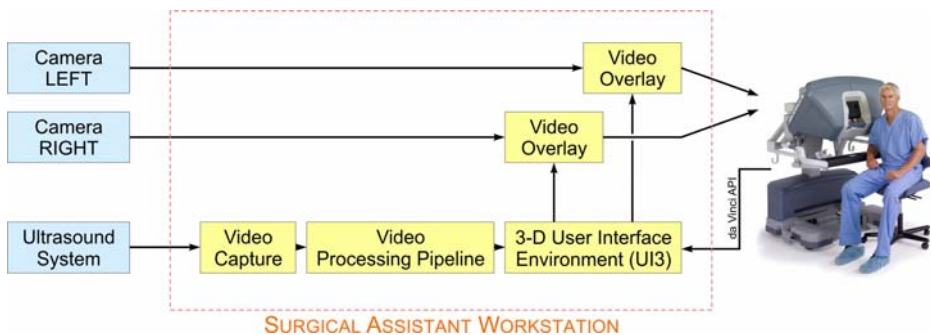 Camera
LEFT
Video
Overlay
Camera
RIGHT
Video
Overlay
da Vinci API
Ultrasound
System
Video
Capture
Video
Processing Pipeline
3-D User Interface
Environment (UI3)
SURGICAL ASSISTANT WORKSTATION